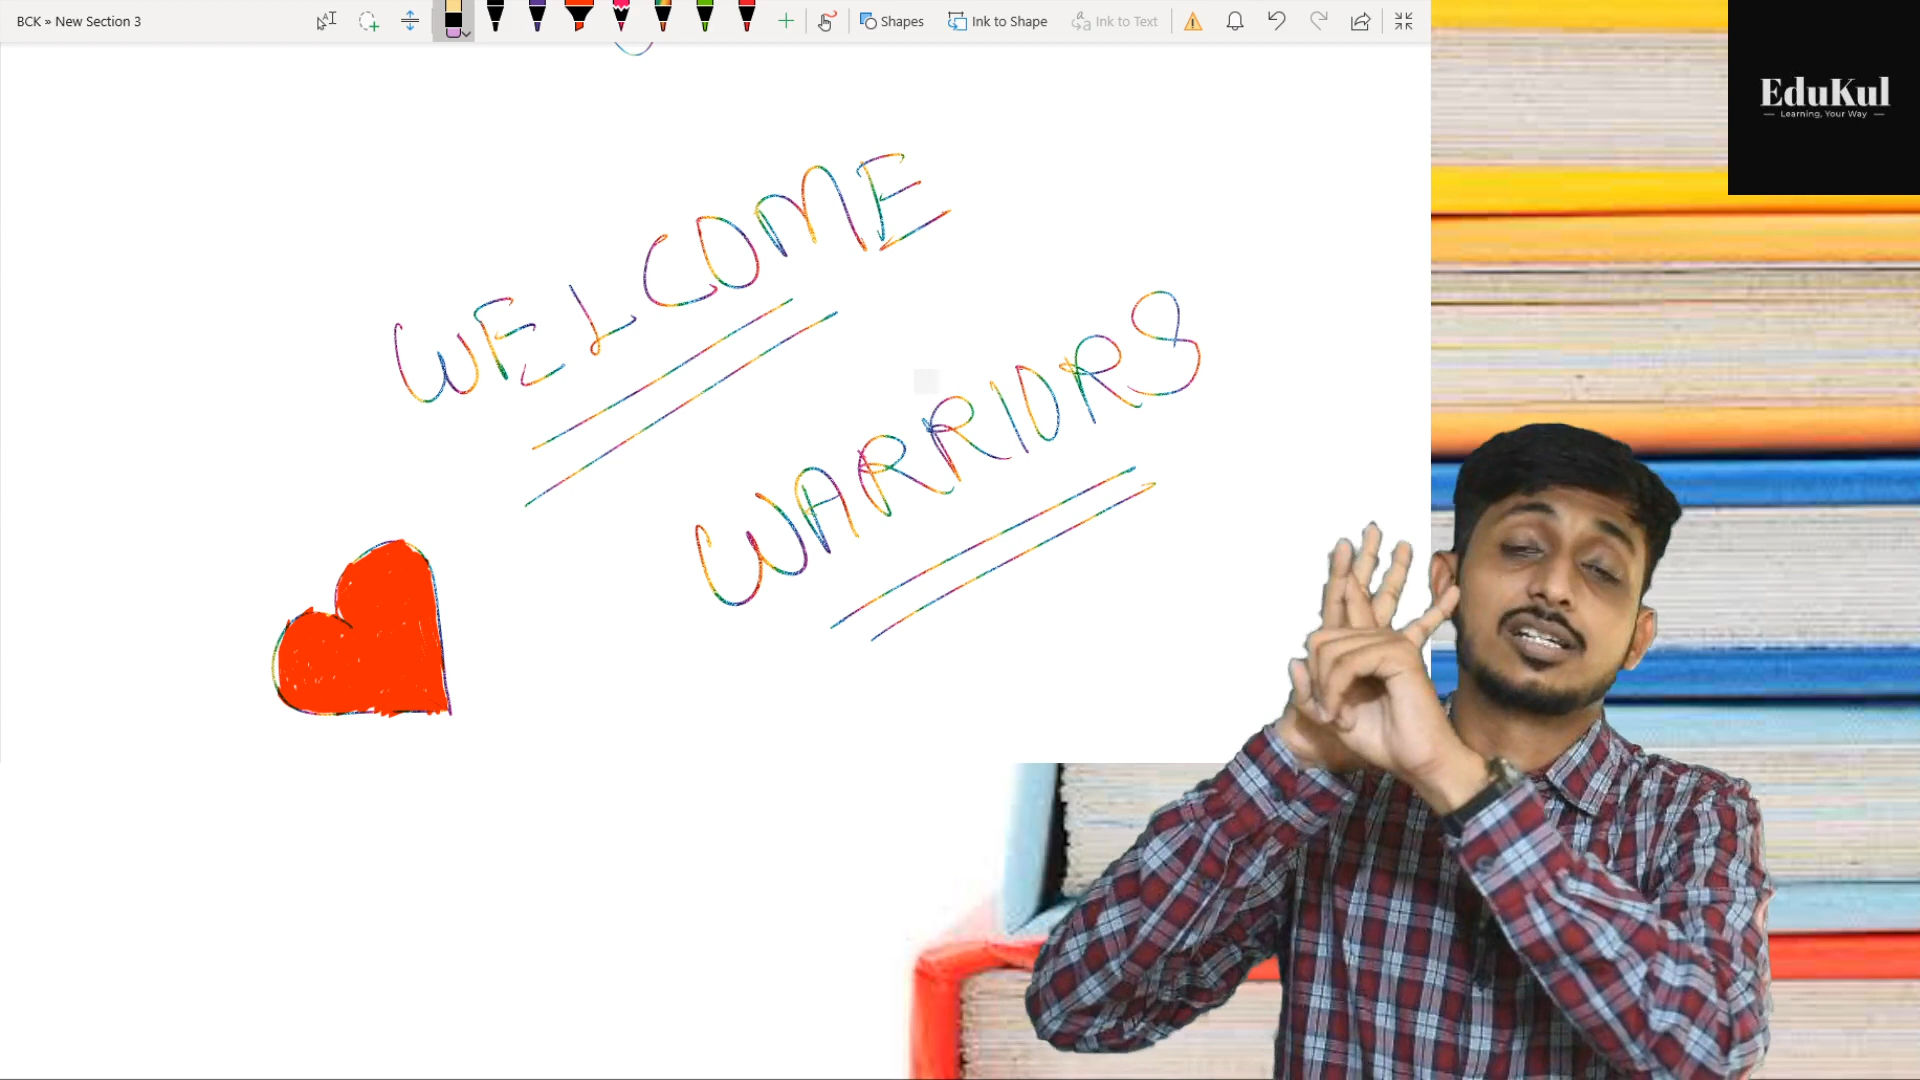 BCK » New Section 3
Shapes
Ink to Shape
Ink to Text
EduKul
Learning, Your Way
WELCOME
WARRIORS